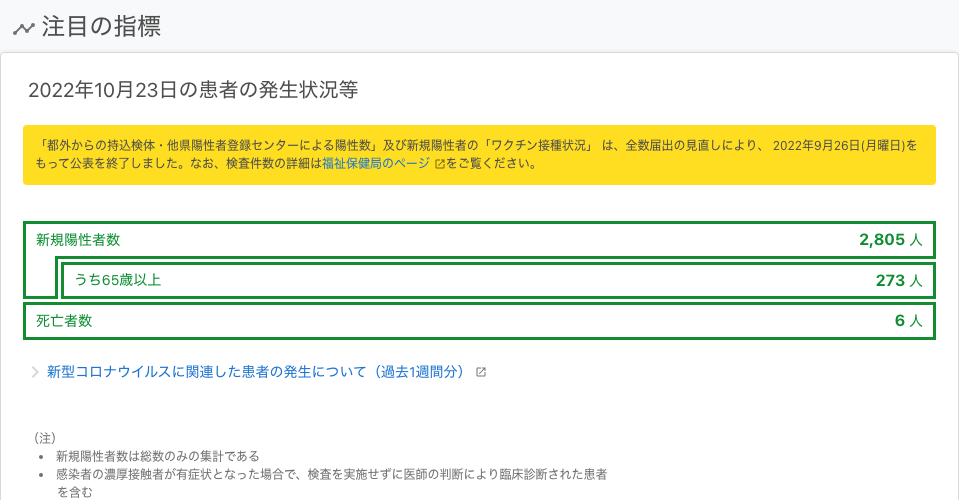 注目の指標
2022年10月23日の患者の発生状況等
「都外からの持込検体・他県陽性者登録センターによる陽性数」及び新規陽性者の「ワクチン接種状況」 は、全数届出の見直しにより、 2022年9月26日(月曜日)を
もって公表を終了しました。なお、検査件数の詳細は福祉保健局のページ をご覧ください。
新規陽性者数 2,805 人
うち65歳以上 273 人
死亡者数 6 人
新型コロナウイルスに関連した患者の発生について（過去1週間分）
（注）
• 新規陽性者数は総数のみの集計である
• 感染者の濃厚接触者が有症状となった場合で、検査を実施せずに医師の判断により臨床診断された患者
を含む